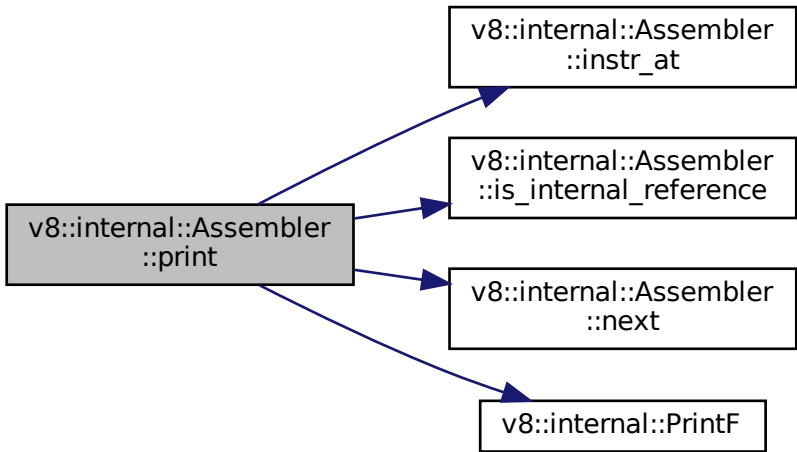 v8::internal::Assembler
::instr_at
v8::internal::Assembler
::is_internal_reference
v8::internal::Assembler
::print
v8::internal::Assembler
::next
v8::internal::PrintF